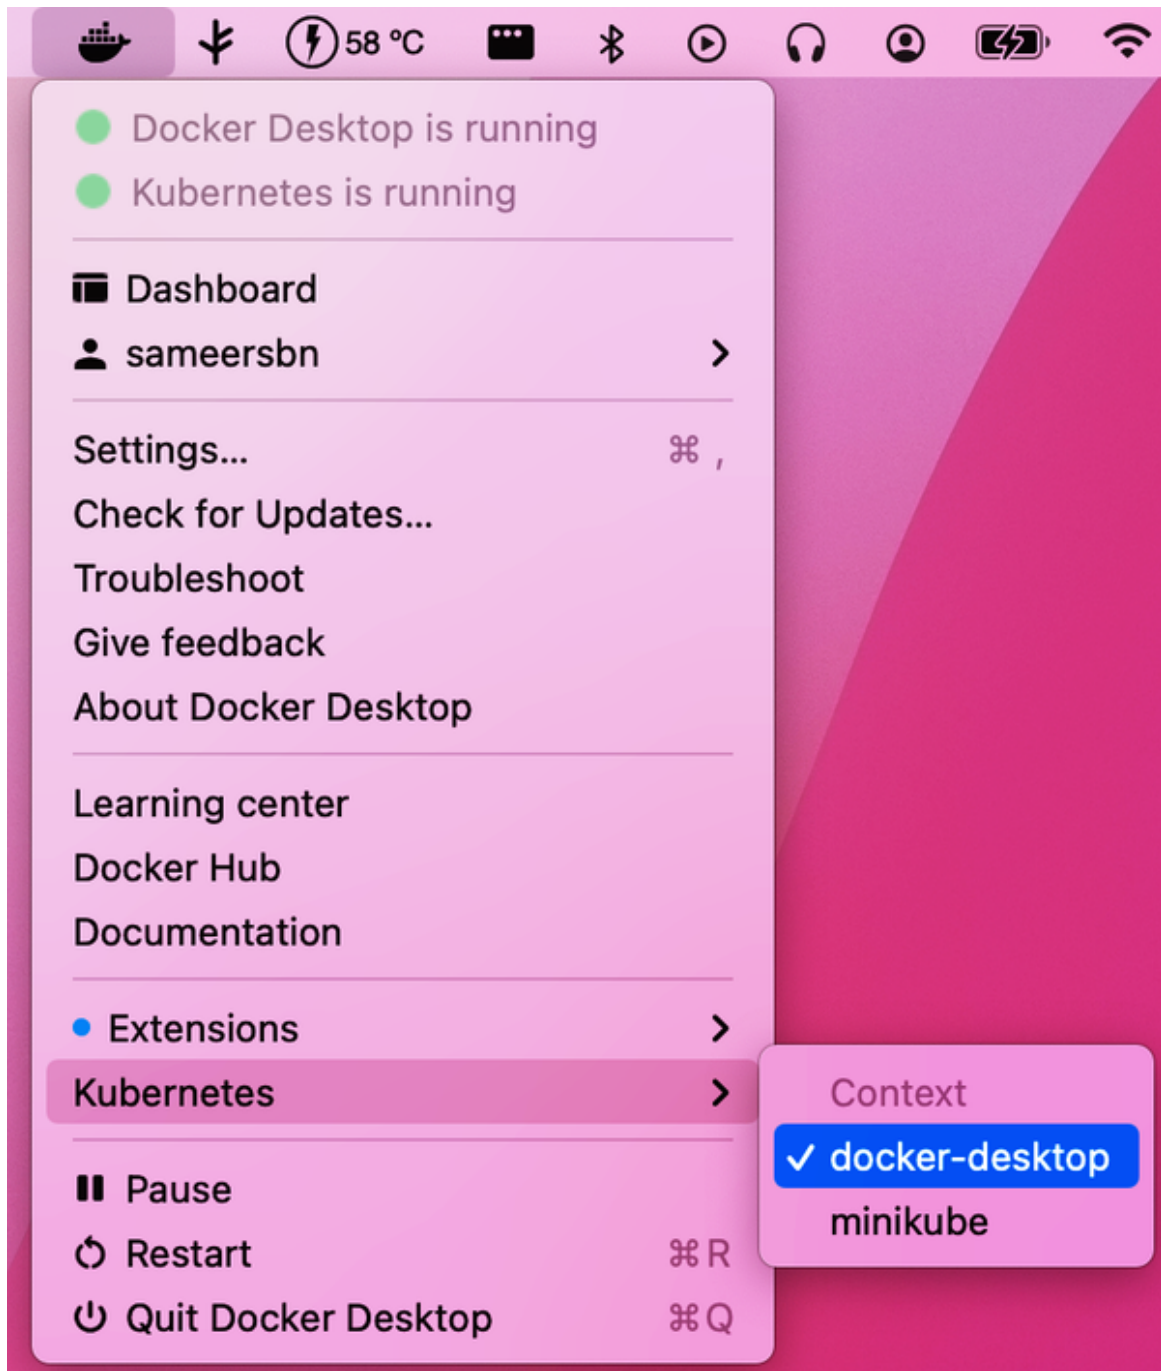 58 °C
Docker Desktop is running
Kubernetes is running
Dashboard
sameersbn
Settings... ⌘ ,
Check for Updates...
Troubleshoot
Give feedback
About Docker Desktop
Learning center
Docker Hub
Documentation
Extensions
Kubernetes
Context
docker-desktop
minikube
Pause
Restart ⌘R
Quit Docker Desktop ⌘Q